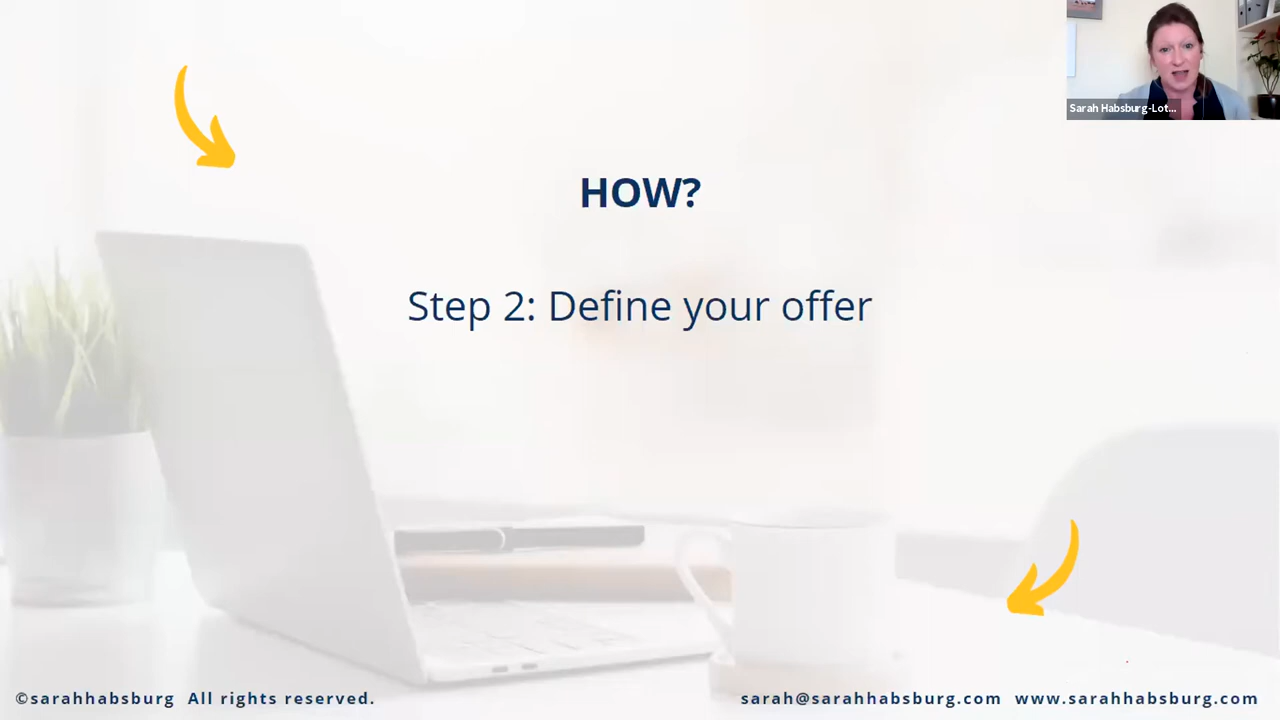 Sarah Habsburg-Lot...
HOW?
Step 2: Define your offer
©sarahhabsburg All rights reserved.
sarah@sarahhabsburg.com www.sarahhabsburg.com